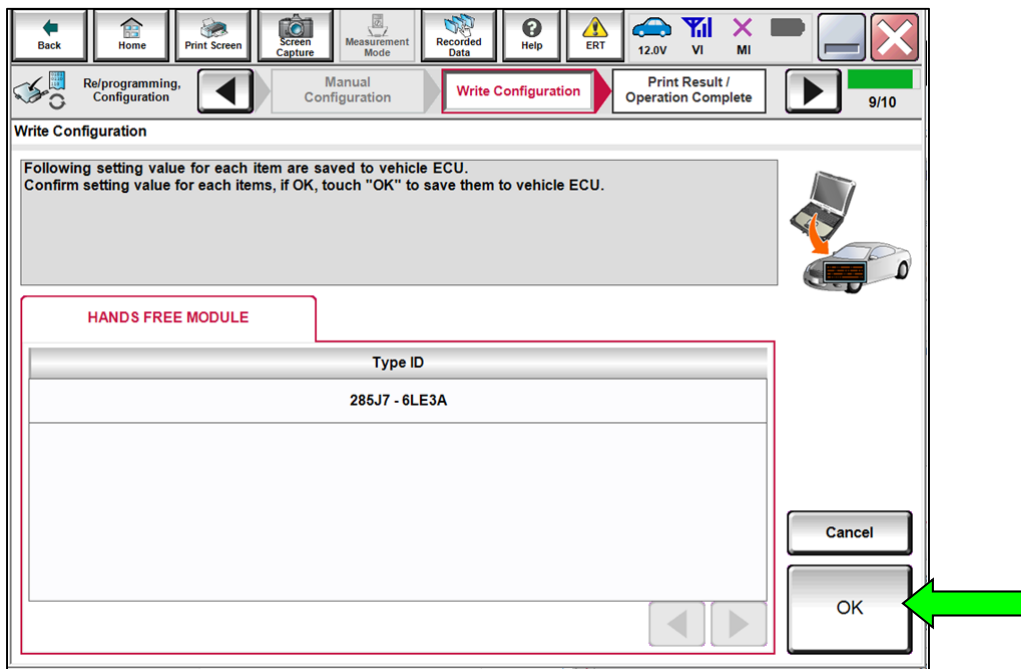 Back
Home
Print Screen
Screen
Capture
Measurement
Mode
Recorded
Data
Help
ERT
12.0V
VI
MI
Re/programming,
Configuration
Manual
Configuration
Write Configuration
Print Result /
Operation Complete
9/10
Write Configuration
Following setting value for each item are saved to vehicle ECU.
Confirm setting value for each items, if OK, touch "OK" to save them to vehicle ECU.
HANDS FREE MODULE
Type ID
285J7 - 6LE3A
Cancel
OK